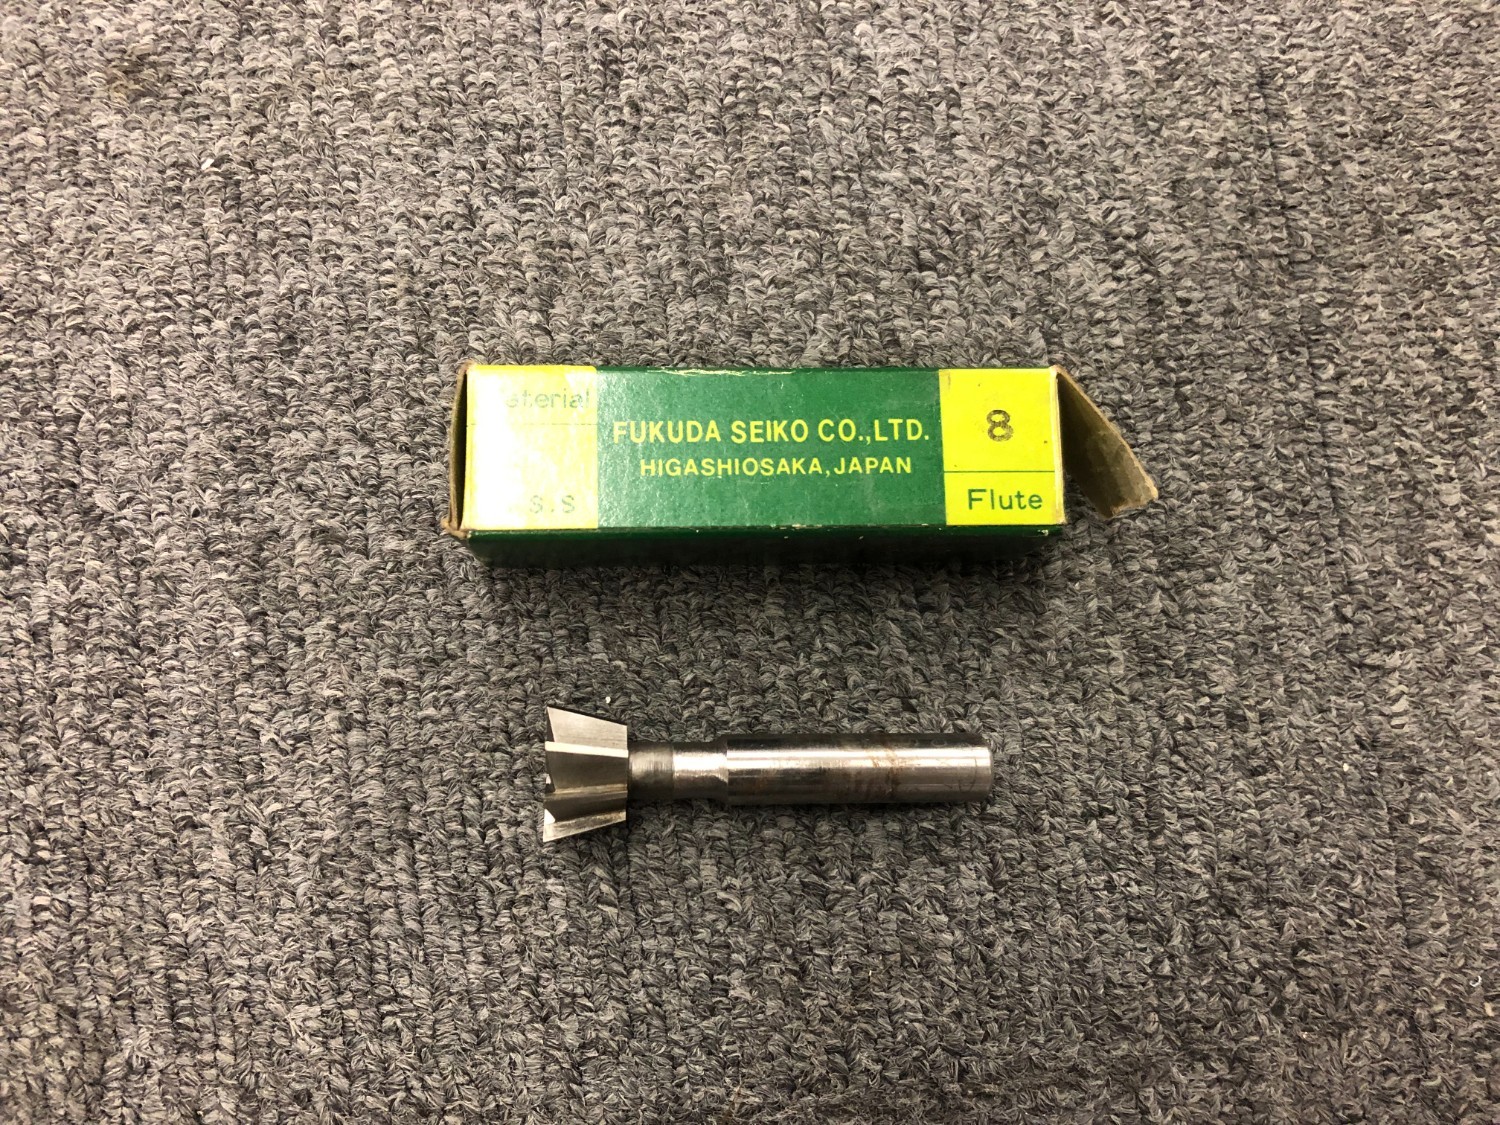 FUKUDA SEIKO CO.,LTD.
HIGASHIOSAKA,JAPAN
8
Flute